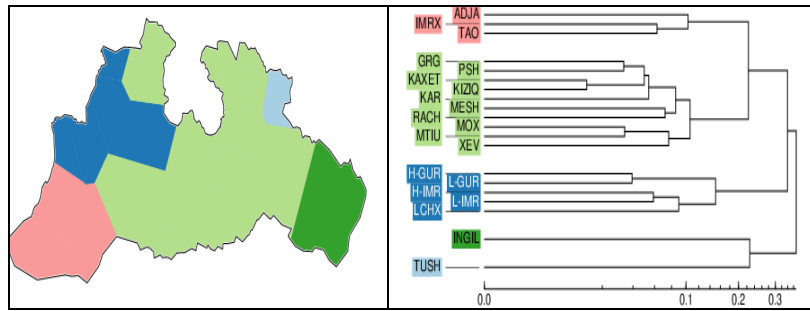 ADJA
IMRX
TAO
GRG
PSH
KAXET
KIZIQ
KAR
MESH
RACH
MOX
MTIU
XEV
H-GUR
L-GUR
H-IMR
L-IMR
LCHX
INGIL
TUSH
0.0 0.1 0.2 0.3